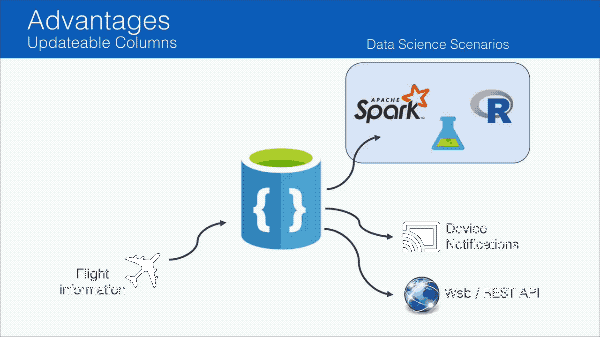 Advantages
Updateable Columns
Data Science Scenarios
APACHE
Spark
R
{ }
Flight
information
Device
Notifications
Web / REST API